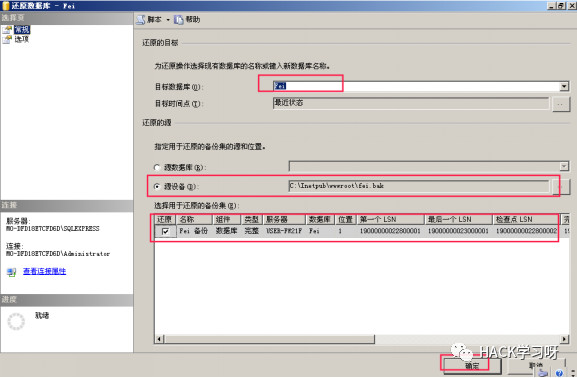 还原数据库 - Fei
选择页
常规
选项
脚本
帮助
还原的目标
为还原操作选择现有数据库的名称或键入新数据库名称。
目标数据库(O):
Fei
目标时间点(T):
最近状态
...
还原的源
指定用于还原的备份集的源和位置。
源数据库(R):
源设备(D):
C:\Inetpub\wwwroot\fei.bak
选择用于还原的备份集(E):
还原 名称 组件 类型 服务器 数据库 位置 第一个 LSN 最后一个 LSN 检查点 LSN 完
Fei 备份 数据库 完整 USER-FW21F Fei 1 19000000022800001 19000000023000001 19000000022800002 19
连接
服务器:
MO-DFD18E7CFD6D\SQLEXPRESS
连接:
MO-DFD18E7CFD6D\Administrator
查看连接属性
进度
就绪
HACK学习呀
确定
取消